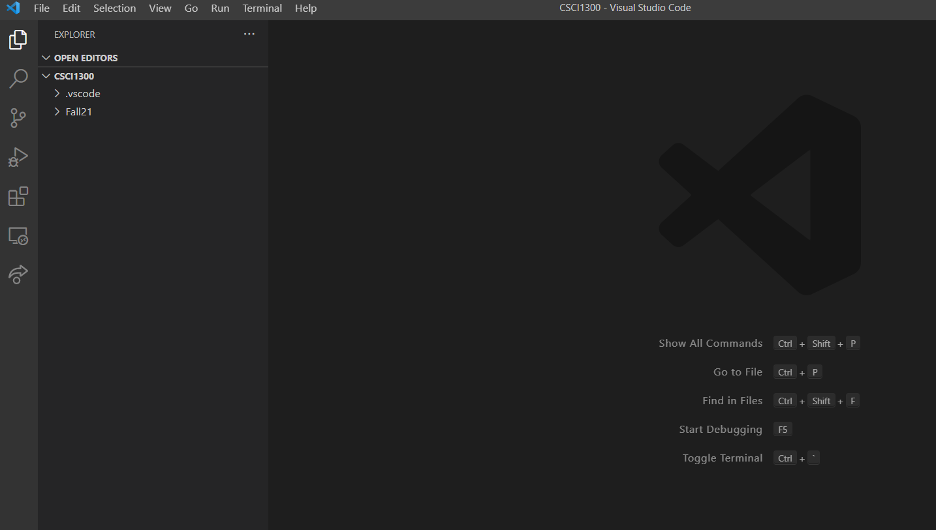 File Edit Selection View Go Run Terminal Help CSCI1300 - Visual Studio Code
EXPLORER ···
OPEN EDITORS
CSCI1300
.vscode
Fall21
Show All Commands Ctrl + Shift + P
Go to File Ctrl + P
Find in Files Ctrl + Shift + F
Start Debugging F5
Toggle Terminal Ctrl + `